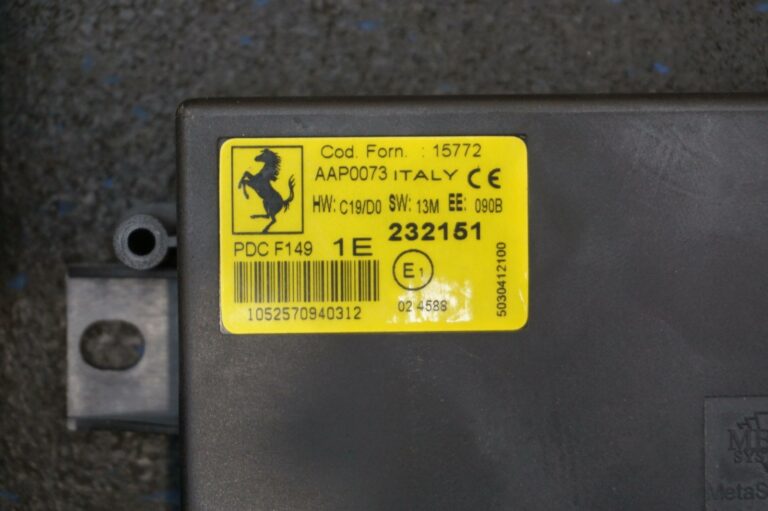 Cod. Forn. : 15772
AAP0073 ITALY CE
HW: C19/D0 SW: 13M EE: 090B
PDC F149 1E 232151
E1
1052570940312
02 4588
5030412100